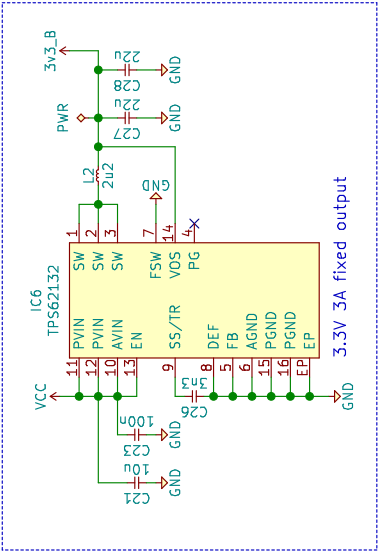 3v3_B
22u
C28
GND
PWR
22u
C27
GND
L2
2u2
GND
1
2
3
7
14
4
SW
SW
SW
FSW
VOS
PG
IC6
TPS62132
PVIN
PVIN
AVIN
EN
SS/TR
DEF
FB
AGND
PGND
PGND
EP
11
12
10
13
9
8
5
6
15
16
EP
VCC
3n3
C26
GND
100n
C23
GND
10u
C21
GND
3.3V 3A fixed output